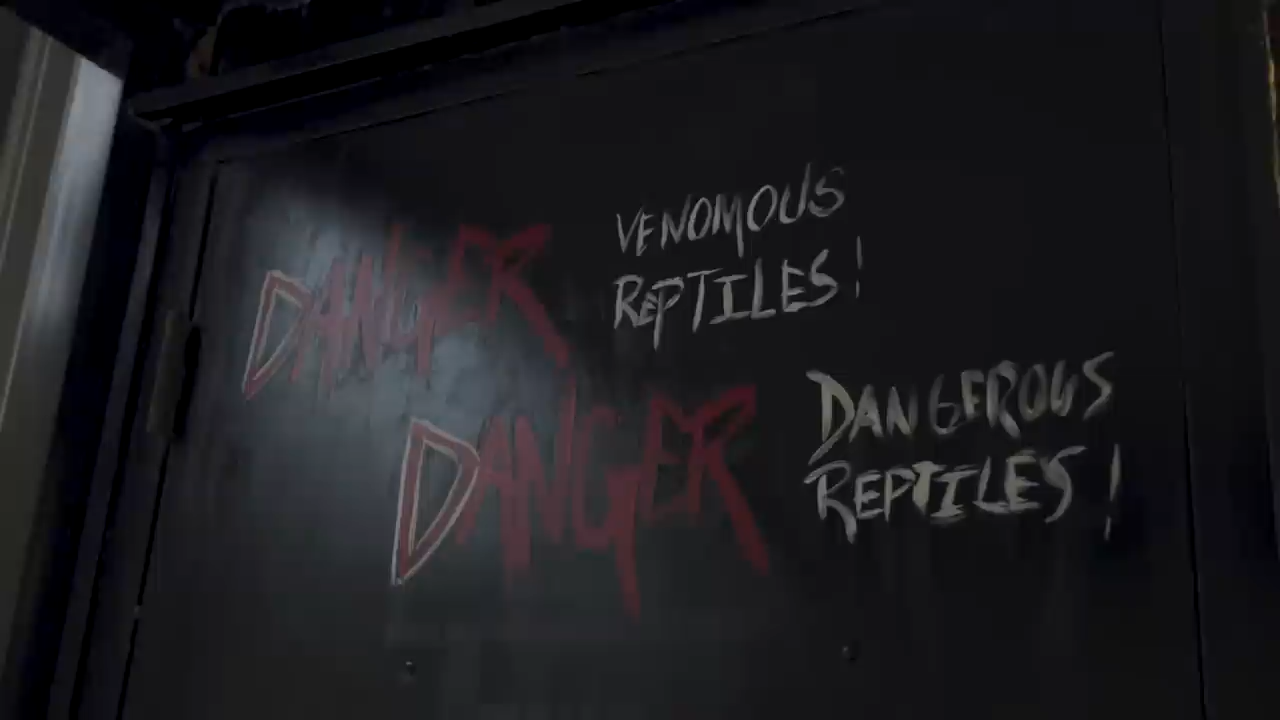 DANGER
VENOMOUS
REPTILES!
DANGER
DANGEROUS
REPTILES!